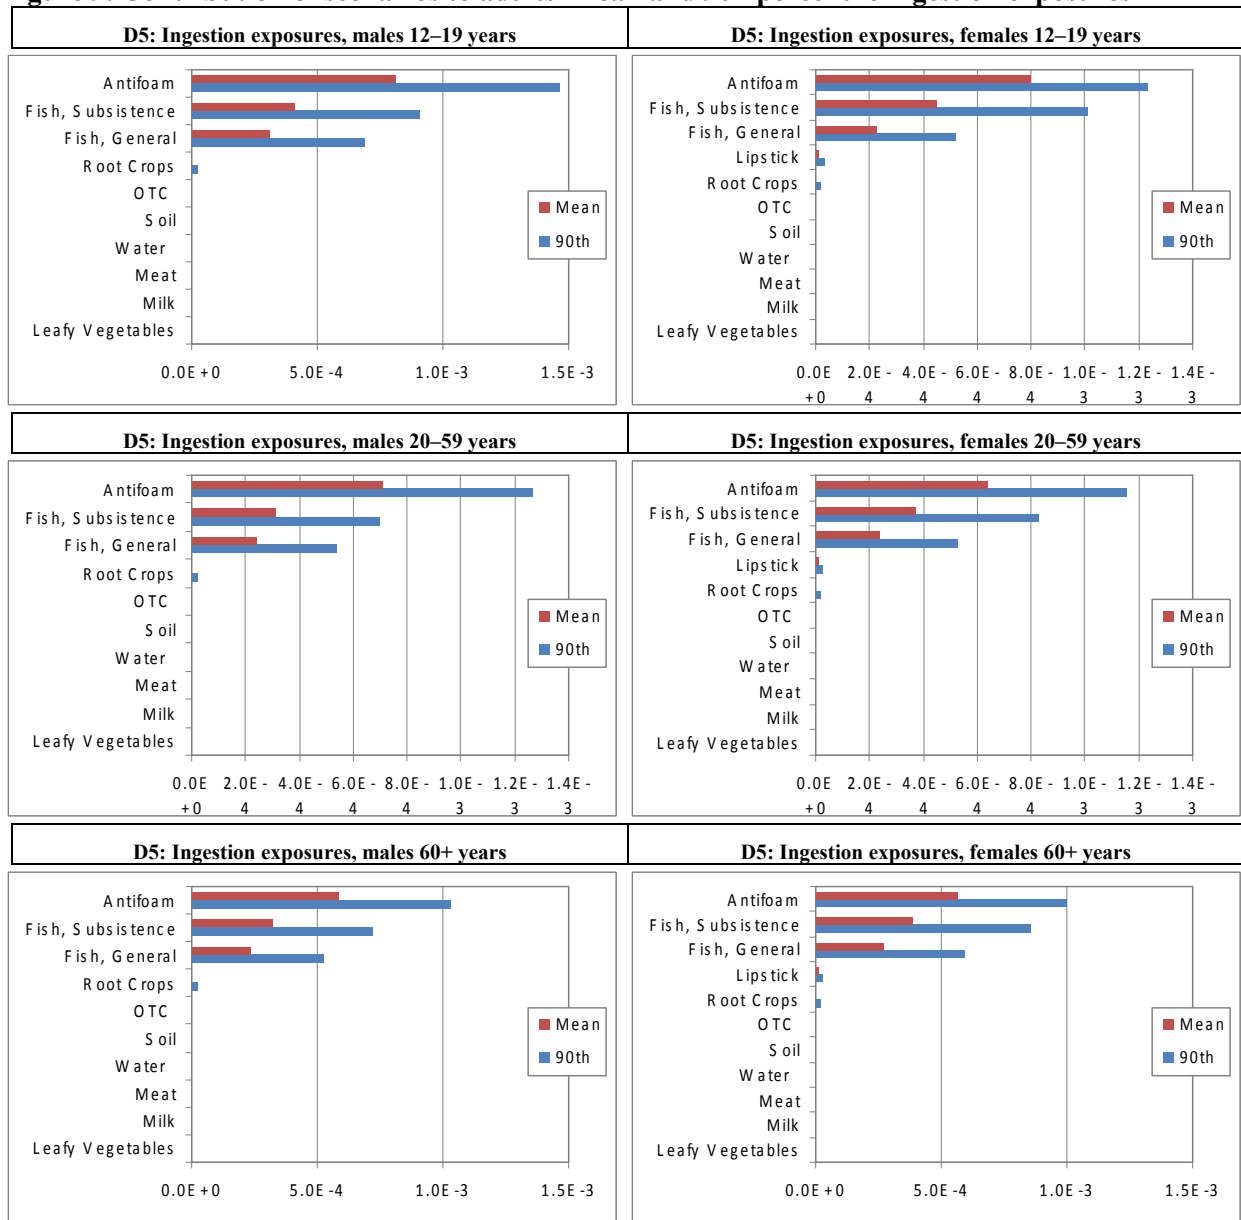 Contribution of scenarios to adults' mean and 90th percentile ingestion exposures
D5: Ingestion exposures, males 12–19 years
Antifoam
Fish, Subsistence
Fish, General
Root Crops
OTC
Soil
Water
Meat
Milk
Leafy Vegetables
Mean
90th
0.0E+0 5.0E-4 1.0E-3 1.5E-3
D5: Ingestion exposures, females 12–19 years
Antifoam
Fish, Subsistence
Fish, General
Lipstick
Root Crops
OTC
Soil
Water
Meat
Milk
Leafy Vegetables
Mean
90th
0.0E 2.0E- 4.0E- 6.0E- 8.0E- 1.0E- 1.2E- 1.4E-
+0 4 4 4 4 3 3 3
D5: Ingestion exposures, males 20–59 years
Antifoam
Fish, Subsistence
Fish, General
Root Crops
OTC
Soil
Water
Meat
Milk
Leafy Vegetables
Mean
90th
0.0E 2.0E- 4.0E- 6.0E- 8.0E- 1.0E- 1.2E- 1.4E-
+0 4 4 4 4 3 3 3
D5: Ingestion exposures, females 20–59 years
Antifoam
Fish, Subsistence
Fish, General
Lipstick
Root Crops
OTC
Soil
Water
Meat
Milk
Leafy Vegetables
Mean
90th
0.0E 2.0E- 4.0E- 6.0E- 8.0E- 1.0E- 1.2E- 1.4E-
+0 4 4 4 4 3 3 3
D5: Ingestion exposures, males 60+ years
Antifoam
Fish, Subsistence
Fish, General
Root Crops
OTC
Soil
Water
Meat
Milk
Leafy Vegetables
Mean
90th
0.0E+0 5.0E-4 1.0E-3 1.5E-3
D5: Ingestion exposures, females 60+ years
Antifoam
Fish, Subsistence
Fish, General
Lipstick
Root Crops
OTC
Soil
Water
Meat
Milk
Leafy Vegetables
Mean
90th
0.0E+0 5.0E-4 1.0E-3 1.5E-3